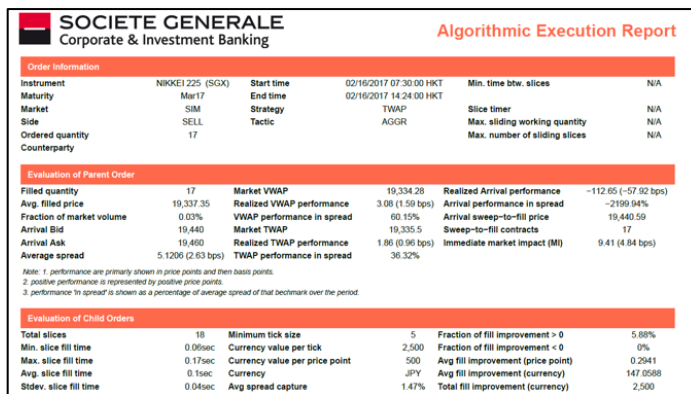 SOCIETE GENERALE
Corporate & Investment Banking
Algorithmic Execution Report
Order Information
Instrument NIKKEI 225 (SGX) Start time 02/16/2017 07:30:00 HKT Min. time btw. slices N/A
Maturity Mar17 End time 02/16/2017 14:24:00 HKT
Market SIM Strategy TWAP Slice timer N/A
Side SELL Tactic AGGR Max. sliding working quantity N/A
Ordered quantity 17 Max. number of sliding slices N/A
Counterparty
Evaluation of Parent Order
Filled quantity 17 Market VWAP 19,334.28 Realized Arrival performance −112.65 (−57.92 bps)
Avg. filled price 19,337.35 Realized VWAP performance 3.08 (1.59 bps) Arrival performance in spread −2199.94%
Fraction of market volume 0.03% VWAP performance in spread 60.15% Arrival sweep−to−fill price 19,440.59
Arrival Bid 19,440 Market TWAP 19,335.5 Sweep−to−fill contracts 17
Arrival Ask 19,460 Realized TWAP performance 1.86 (0.96 bps) Immediate market impact (MI) 9.41 (4.84 bps)
Average spread 5.1206 (2.63 bps) TWAP performance in spread 36.32%
Note: 1. performance are primarily shown in price points and then basis points.
2. positive performance is represented by positive price points.
3. performance 'in spread' is shown as a percentage of average spread of that bechmark over the period.
Evaluation of Child Orders
Total slices 18 Minimum tick size 5 Fraction of fill improvement > 0 5.88%
Min. slice fill time 0.06sec Currency value per tick 2,500 Fraction of fill improvement < 0 0%
Max. slice fill time 0.17sec Currency value per price point 500 Avg fill improvement (price point) 0.2941
Avg. slice fill time 0.1sec Currency JPY Avg fill improvement (currency) 147.0588
Stdev. slice fill time 0.04sec Avg spread capture 1.47% Total fill improvement (currency) 2,500